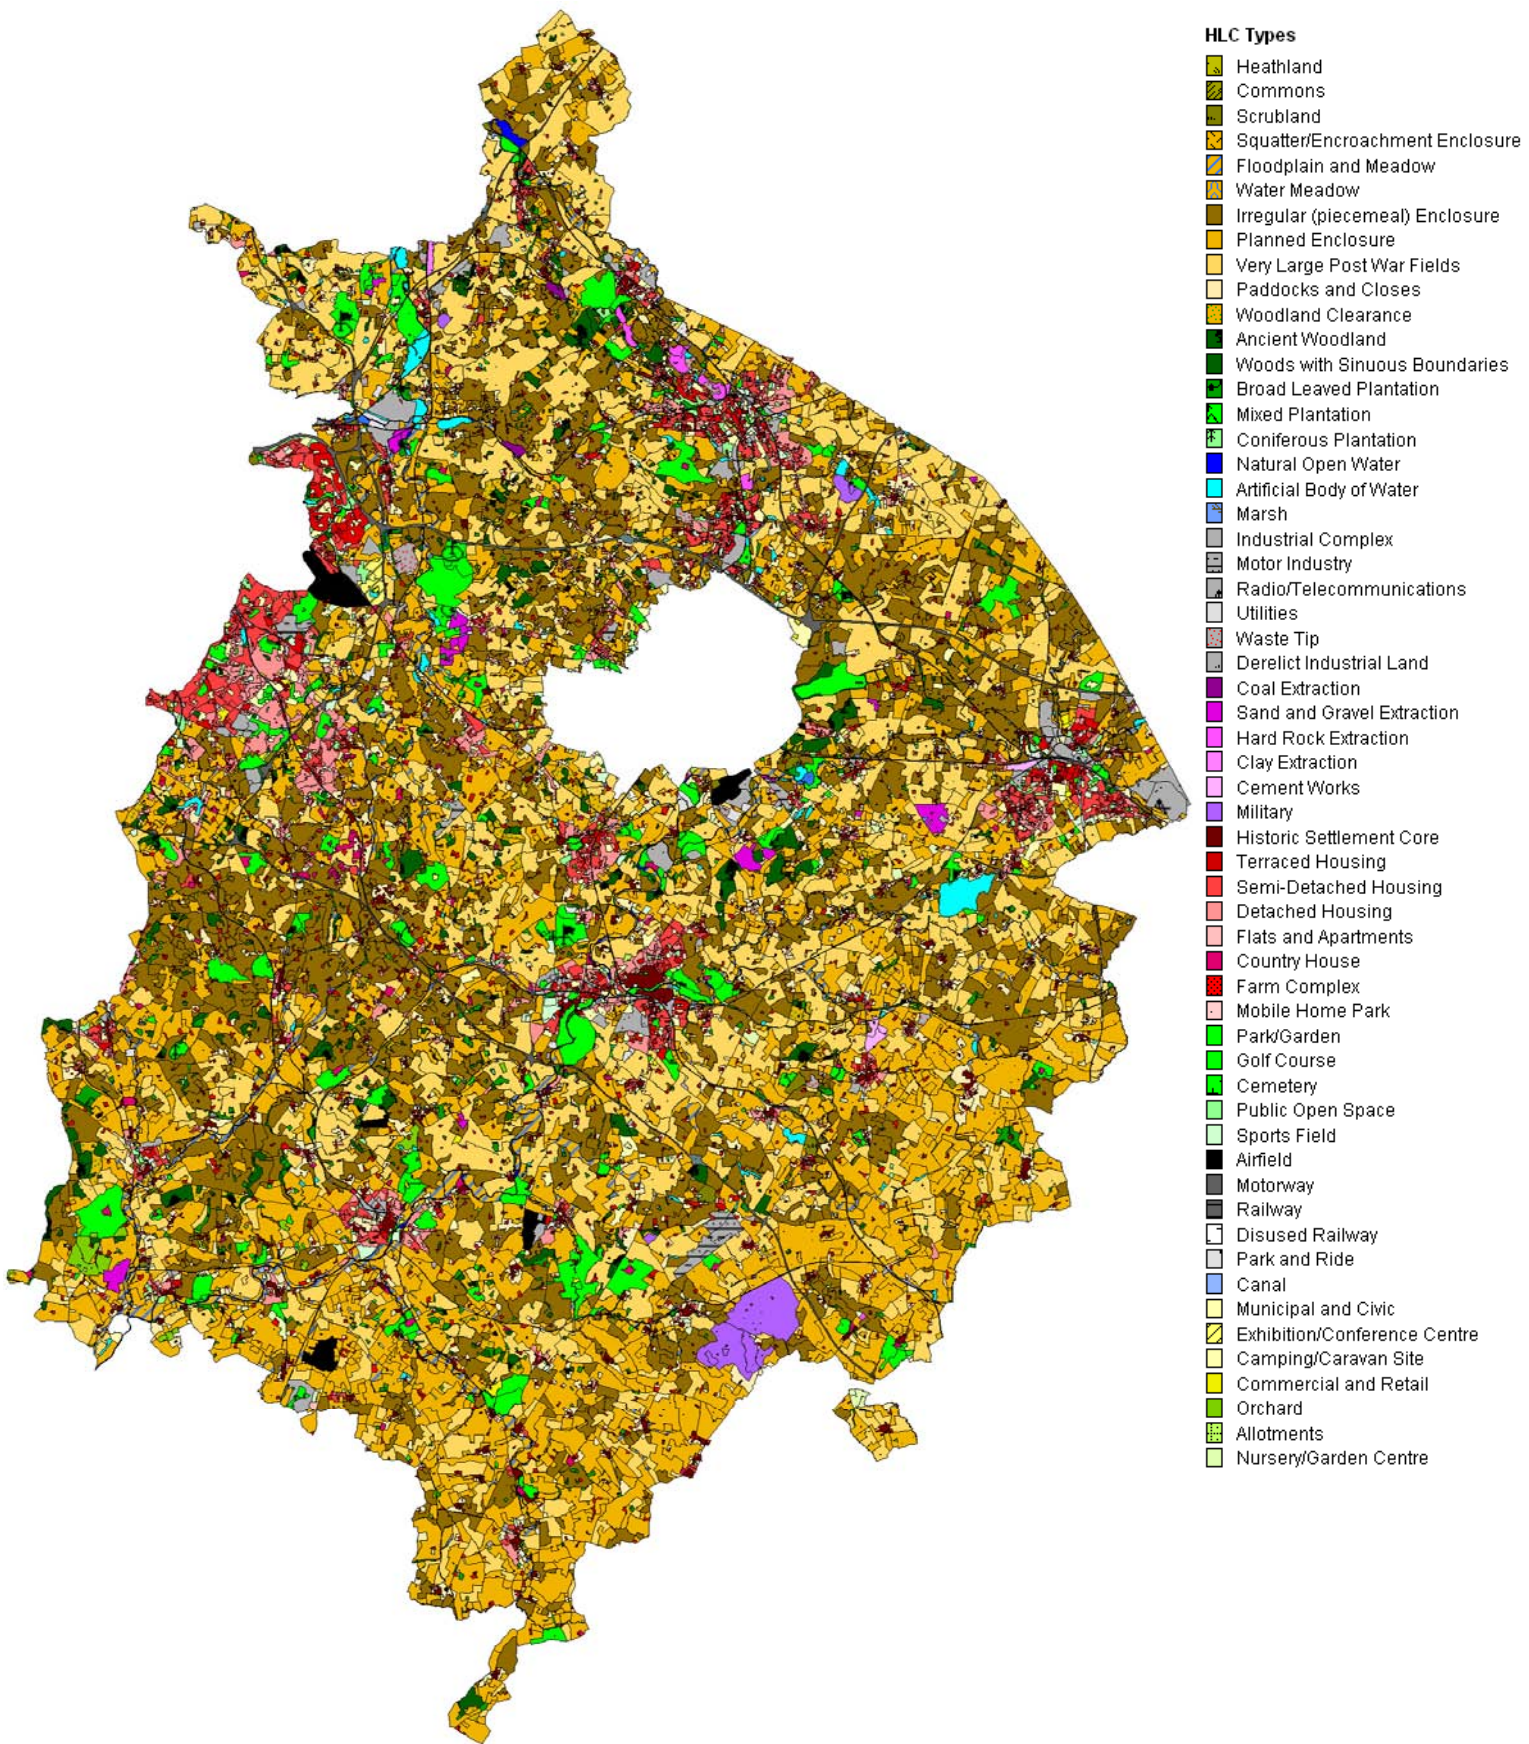 HLC Types
Heathland
Commons
Scrubland
Squatter/Encroachment Enclosure
Floodplain and Meadow
Water Meadow
Irregular (piecemeal) Enclosure
Planned Enclosure
Very Large Post War Fields
Paddocks and Closes
Woodland Clearance
Ancient Woodland
Woods with Sinuous Boundaries
Broad Leaved Plantation
Mixed Plantation
Coniferous Plantation
Natural Open Water
Artificial Body of Water
Marsh
Industrial Complex
Motor Industry
Radio/Telecommunications
Utilities
Waste Tip
Derelict Industrial Land
Coal Extraction
Sand and Gravel Extraction
Hard Rock Extraction
Clay Extraction
Cement Works
Military
Historic Settlement Core
Terraced Housing
Semi-Detached Housing
Detached Housing
Flats and Apartments
Country House
Farm Complex
Mobile Home Park
Park/Garden
Golf Course
Cemetery
Public Open Space
Sports Field
Airfield
Motorway
Railway
Disused Railway
Park and Ride
Canal
Municipal and Civic
Exhibition/Conference Centre
Camping/Caravan Site
Commercial and Retail
Orchard
Allotments
Nursery/Garden Centre